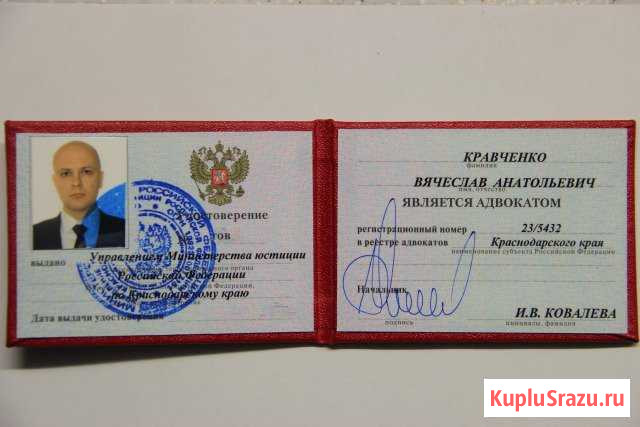 Удостоверение
выдано Управлением Министерства юстиции
Российской Федерации
по Краснодарскому краю
Дата выдачи удостоверения
КРАВЧЕНКО
фамилия
ВЯЧЕСЛАВ АНАТОЛЬЕВИЧ
имя, отчество
ЯВЛЯЕТСЯ АДВОКАТОМ
регистрационный номер 23/5432
в реестре адвокатов Краснодарского края
наименование субъекта Российской Федерации
Начальник
И.В. КОВАЛЕВА
подпись инициалы, фамилия
KupluSrazu.ru